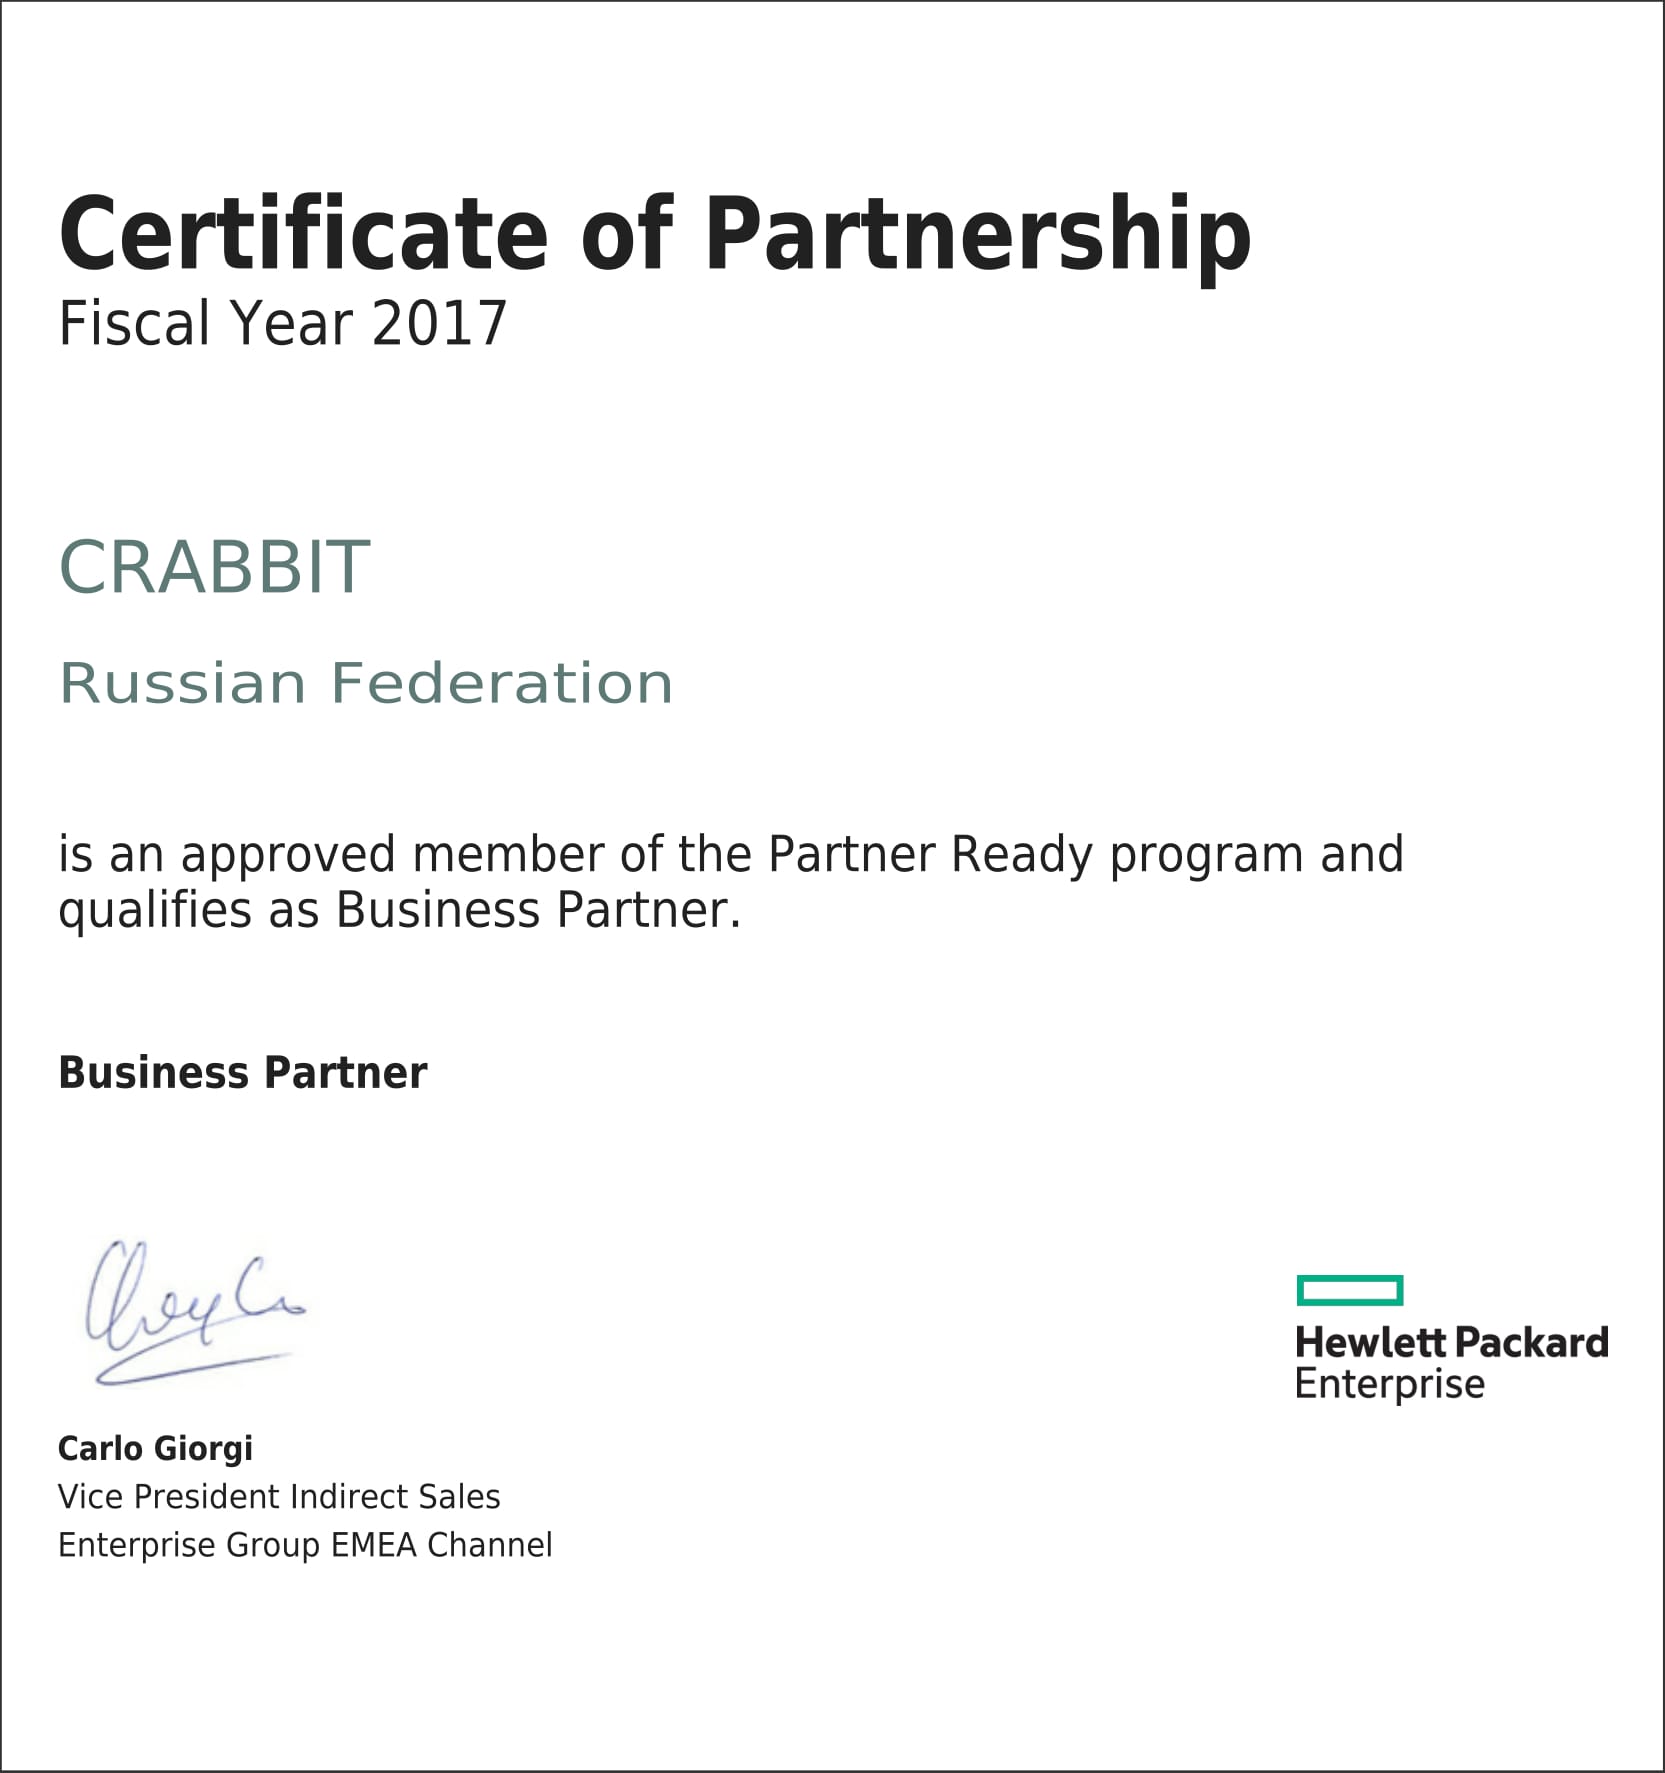 Certificate of Partnership
Fiscal Year 2017
CRABBIT
Russian Federation
is an approved member of the Partner Ready program and
qualifies as Business Partner.
Business Partner
Carlo Giorgi
Vice President Indirect Sales
Enterprise Group EMEA Channel
Hewlett Packard
Enterprise